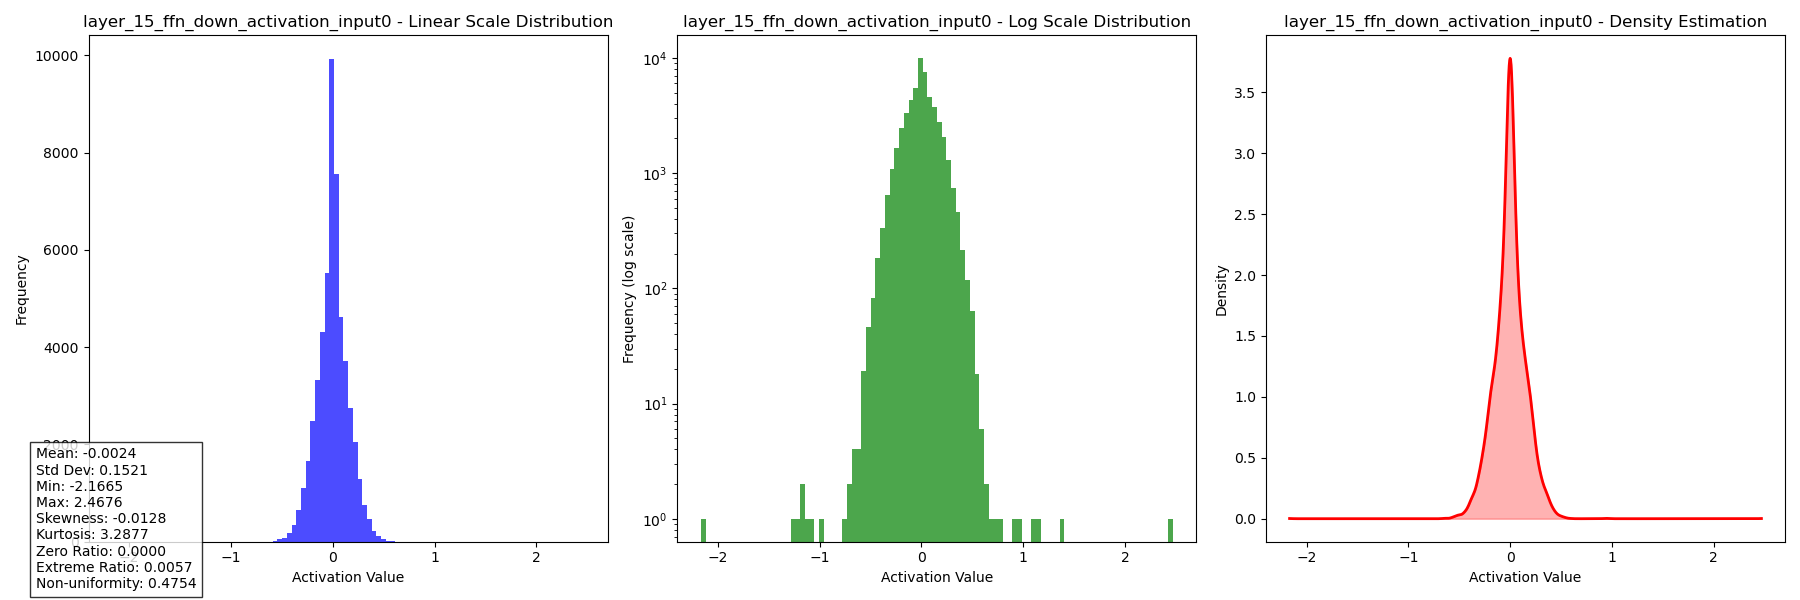 layer_15_ffn_down_activation_input0 - Linear Scale Distribution
10000
8000
6000
4000
2000
0
Frequency
−2
−1
0
1
2
Activation Value
Mean: -0.0024
Std Dev: 0.1521
Min: -2.1665
Max: 2.4676
Skewness: -0.0128
Kurtosis: 3.2877
Zero Ratio: 0.0000
Extreme Ratio: 0.0057
Non-uniformity: 0.4754
layer_15_ffn_down_activation_input0 - Log Scale Distribution
10⁴
10³
10²
10¹
10⁰
Frequency (log scale)
−2
−1
0
1
2
Activation Value
layer_15_ffn_down_activation_input0 - Density Estimation
3.5
3.0
2.5
2.0
1.5
1.0
0.5
0.0
Density
−2
−1
0
1
2
Activation Value